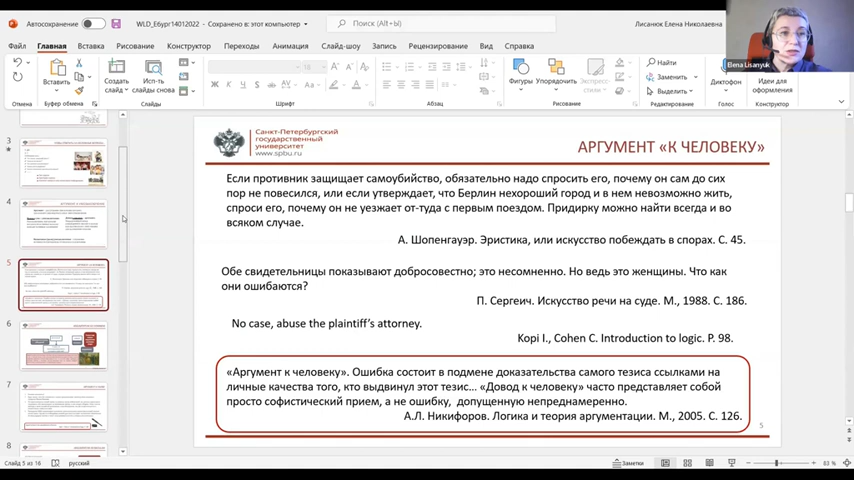 Автосохранение
WLD_Eбург14012022 - Сохранено в: этот компьютер
Поиск (Alt+Ы)
Лисанюк Елена Николаевна
Elena Lisanyuk
Файл Главная Вставка Рисование Конструктор Переходы Анимация Слайд-шоу Запись Рецензирование Вид Справка
Вставить
Создать слайд
Исп-ть слайды снова
Ж К Ч
Фигуры
Упорядочить
Экспресс-стили
Найти
Заменить
Выделить
Диктофон
Идеи для оформления
Отмена
Буфер обмена
Слайды
Шрифт
Абзац
Рисование
Редактирование
Голос
Конструктор
3
4
5
6
7
8
Санкт-Петербургский
государственный
университет
www.spbu.ru
АРГУМЕНТ «К ЧЕЛОВЕКУ»
Если противник защищает самоубийство, обязательно надо спросить его, почему он сам до сих
пор не повесился, или если утверждает, что Берлин нехороший город и в нем невозможно жить,
спроси его, почему он не уезжает от-туда с первым поездом. Придирку можно найти всегда и во
всяком случае.
А. Шопенгауэр. Эристика, или искусство побеждать в спорах. С. 45.
Обе свидетельницы показывают добросовестно; это несомненно. Но ведь это женщины. Что как
они ошибаются?
П. Сергеич. Искусство речи на суде. М., 1988. С. 186.
No case, abuse the plaintiff's attorney.
Kopi I., Cohen C. Introduction to logic. P. 98.
«Аргумент к человеку». Ошибка состоит в подмене доказательства самого тезиса ссылками на
личные качества того, кто выдвинул этот тезис... «Довод к человеку» часто представляет собой
просто софистический прием, а не ошибку, допущенную непреднамеренно.
А.Л. Никифоров. Логика и теория аргументации. М., 2005. С. 126.
5
Слайд 5 из 16
русский
Заметки
83 %